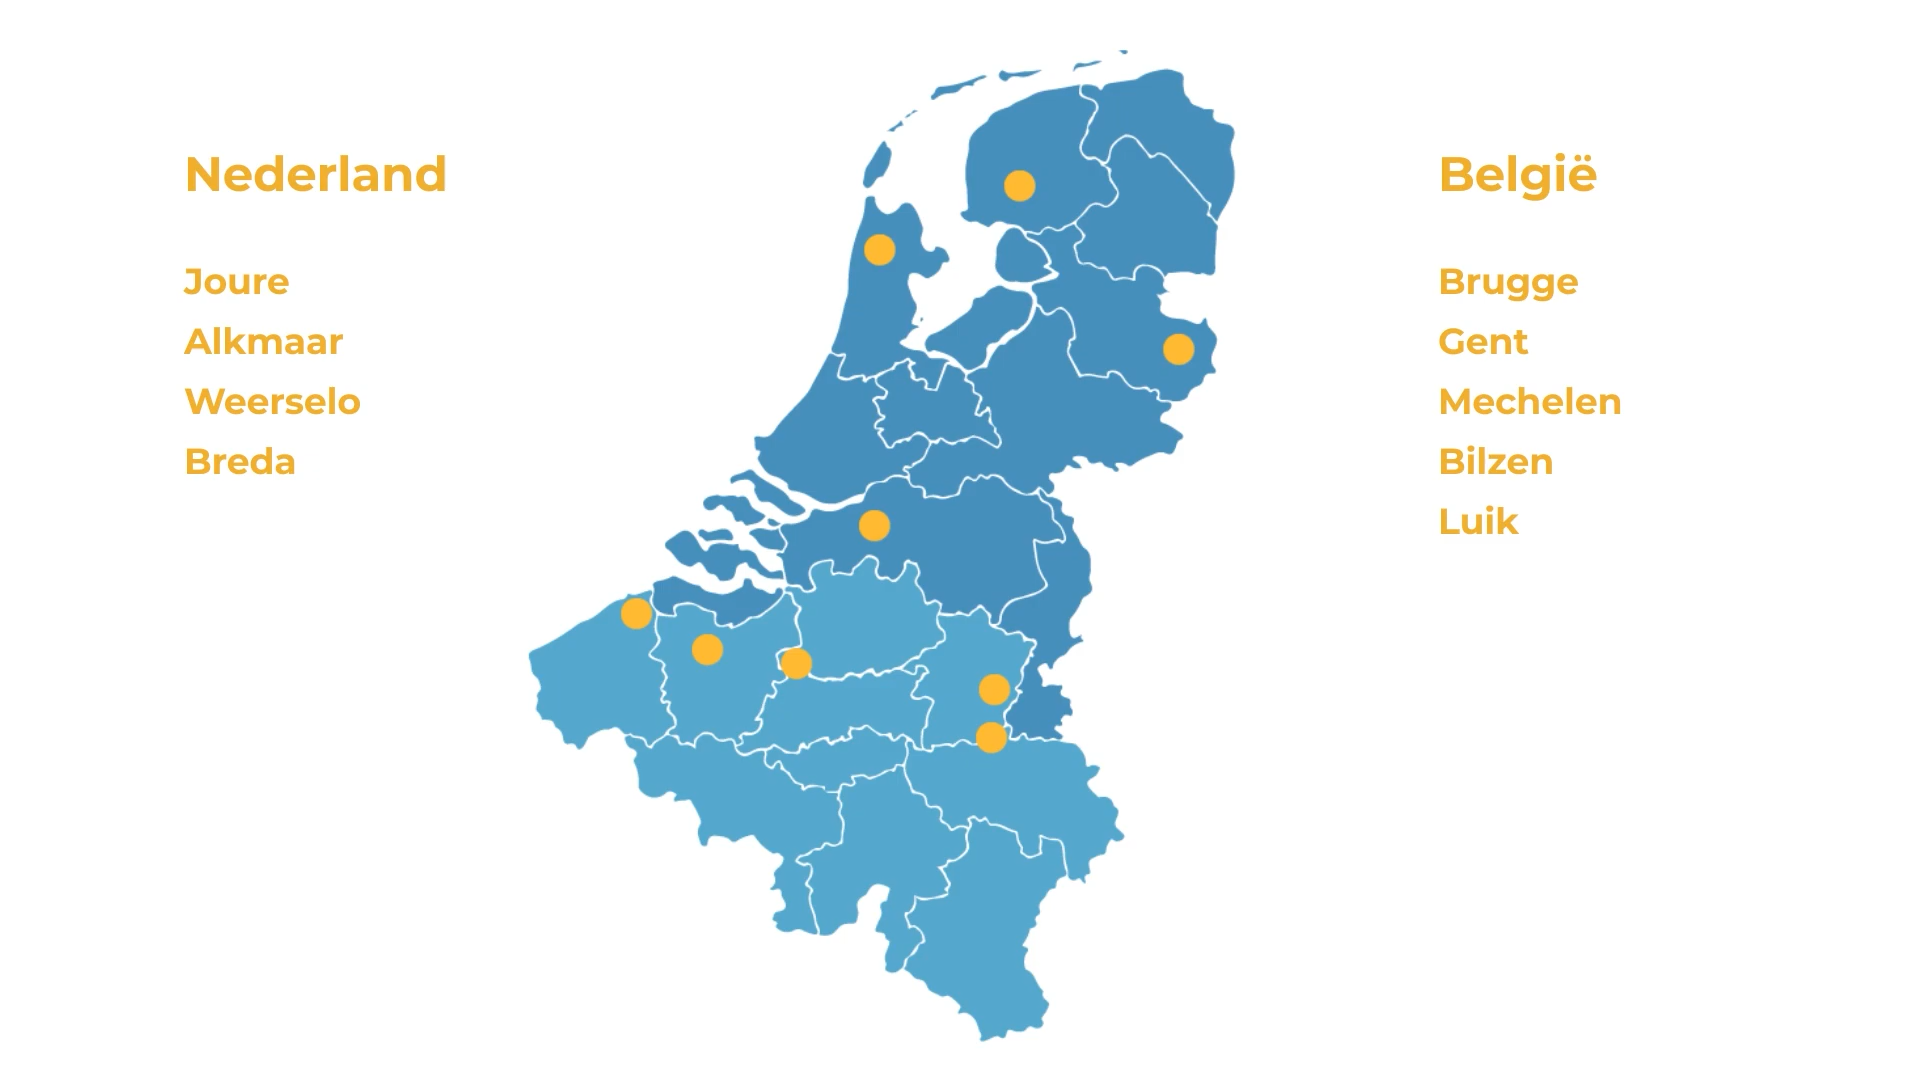 Nederland
Joure
Alkmaar
Weerselo
Breda
België
Brugge
Gent
Mechelen
Bilzen
Luik